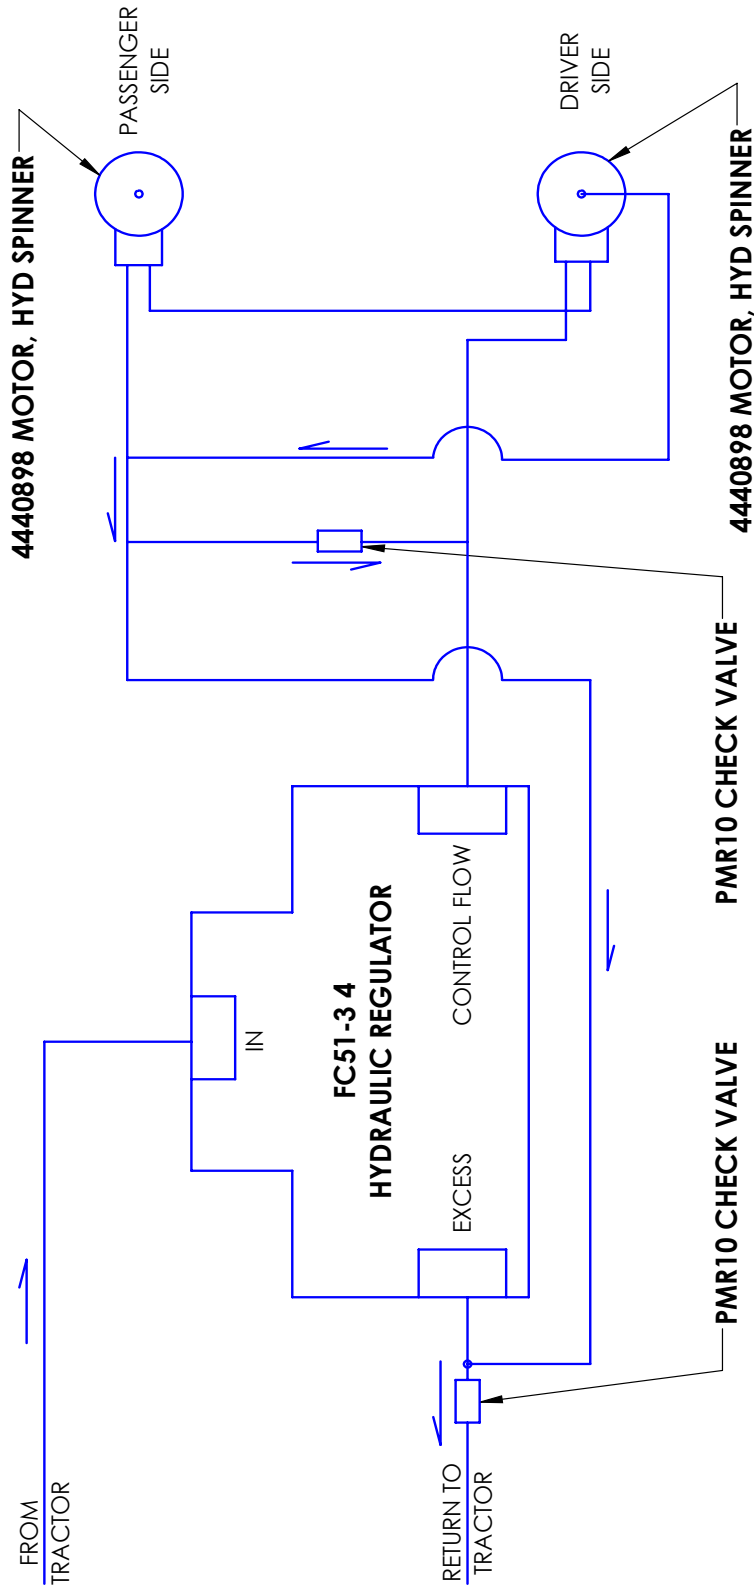 FROM
TRACTOR
RETURN TO
TRACTOR
IN
FC51-3 4
HYDRAULIC REGULATOR
EXCESS
CONTROL FLOW
PMR10 CHECK VALVE
PMR10 CHECK VALVE
4440898 MOTOR, HYD SPINNER
PASSENGER
SIDE
DRIVER
SIDE
4440898 MOTOR, HYD SPINNER